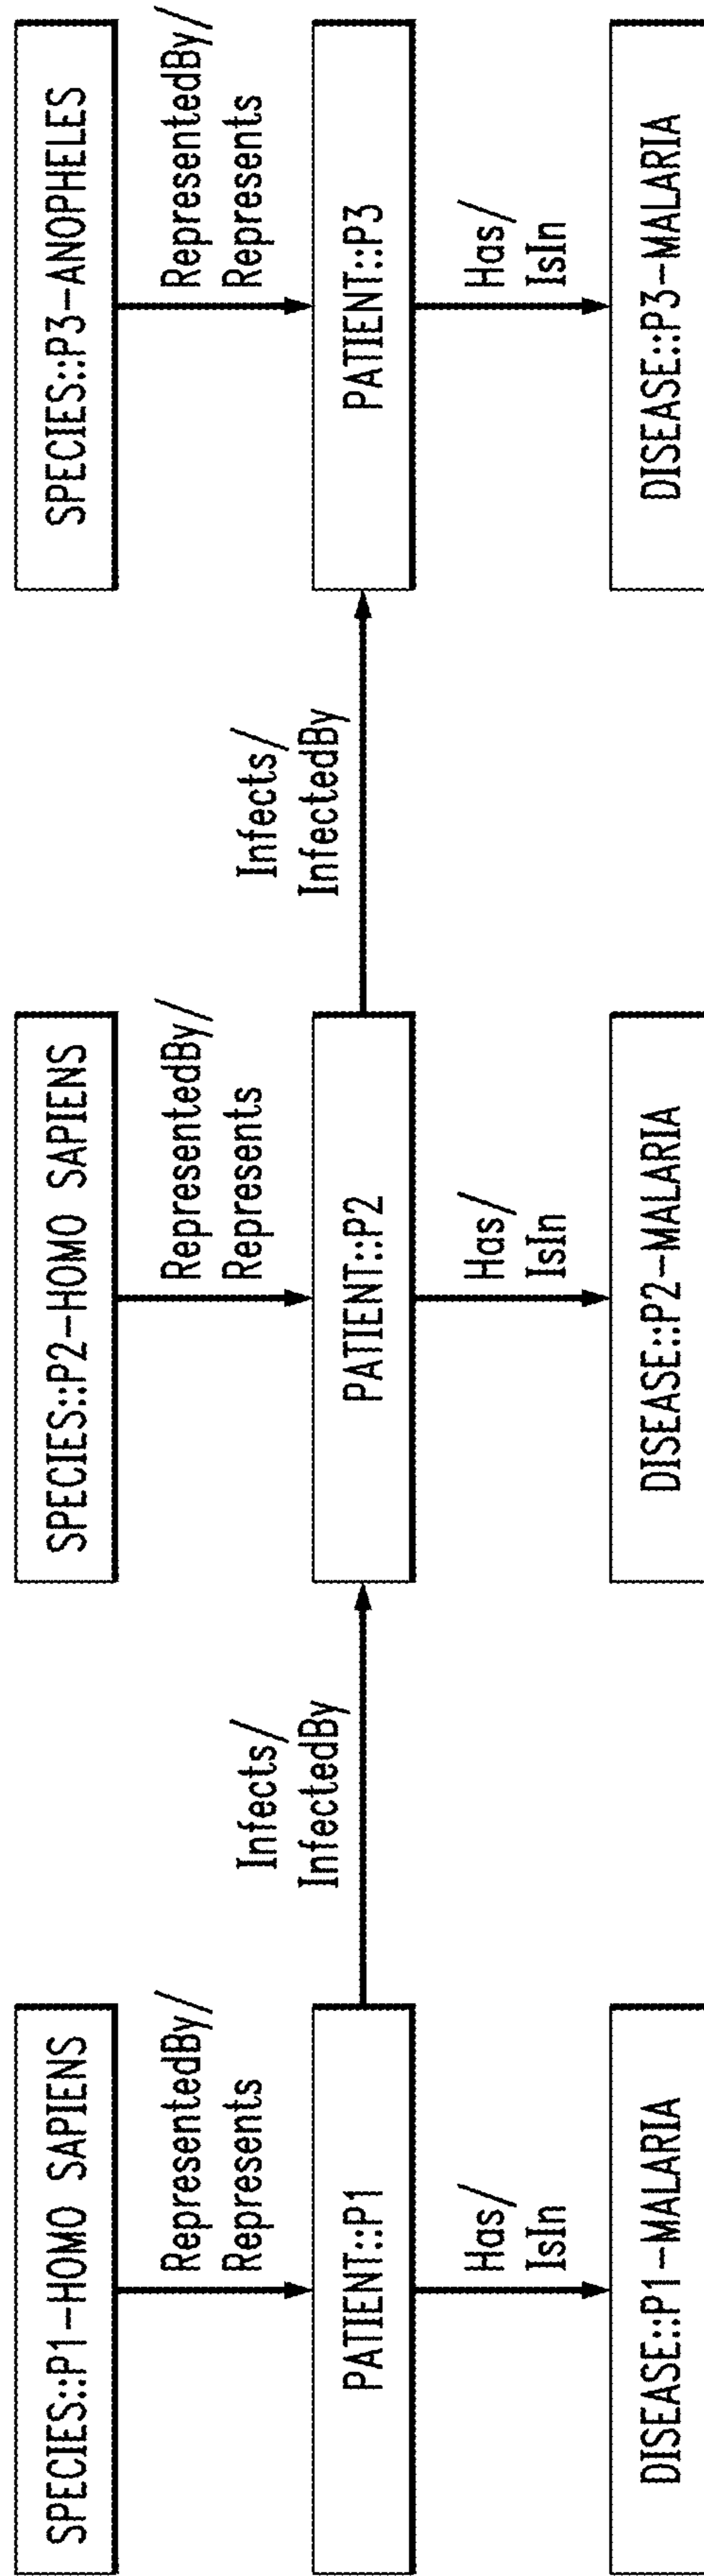 SPECIES::P1-HOMO SAPIENS
RepresentedBy/
Represents
PATIENT::P1
Has/
IsIn
DISEASE::P1-MALARIA
Infects/
InfectedBy
SPECIES::P2-HOMO SAPIENS
RepresentedBy/
Represents
PATIENT::P2
Has/
IsIn
DISEASE::P2-MALARIA
Infects/
InfectedBy
SPECIES::P3-ANOPHELES
RepresentedBy/
Represents
PATIENT::P3
Has/
IsIn
DISEASE::P3-MALARIA